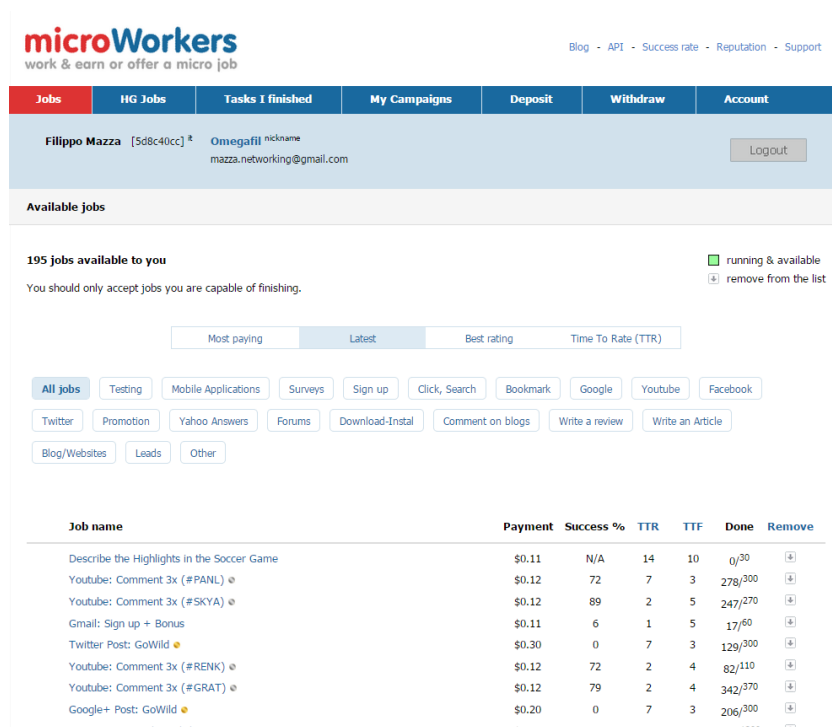 microWorkers
work & earn or offer a micro job
Blog - API - Success rate - Reputation - Support
Jobs HG Jobs Tasks I finished My Campaigns Deposit Withdraw Account
Filippo Mazza [5d8c40cc] it Omegafil nickname
mazza.networking@gmail.com
Logout
Available jobs
195 jobs available to you
running & available
remove from the list
You should only accept jobs you are capable of finishing.
Most paying Latest Best rating Time To Rate (TTR)
All jobs Testing Mobile Applications Surveys Sign up Click, Search Bookmark Google Youtube Facebook
Twitter Promotion Yahoo Answers Forums Download-Instal Comment on blogs Write a review Write an Article
Blog/Websites Leads Other
Job name Payment Success % TTR TTF Done Remove
Describe the Highlights in the Soccer Game $0.11 N/A 14 10 0/30
Youtube: Comment 3x (#PANL) $0.12 72 7 3 278/300
Youtube: Comment 3x (#SKYA) $0.12 89 2 5 247/270
Gmail: Sign up + Bonus $0.11 6 1 5 17/60
Twitter Post: GoWild $0.30 0 7 3 129/300
Youtube: Comment 3x (#RENK) $0.12 72 2 4 82/110
Youtube: Comment 3x (#GRAT) $0.12 79 2 4 342/370
Google+ Post: GoWild $0.20 0 7 3 206/300